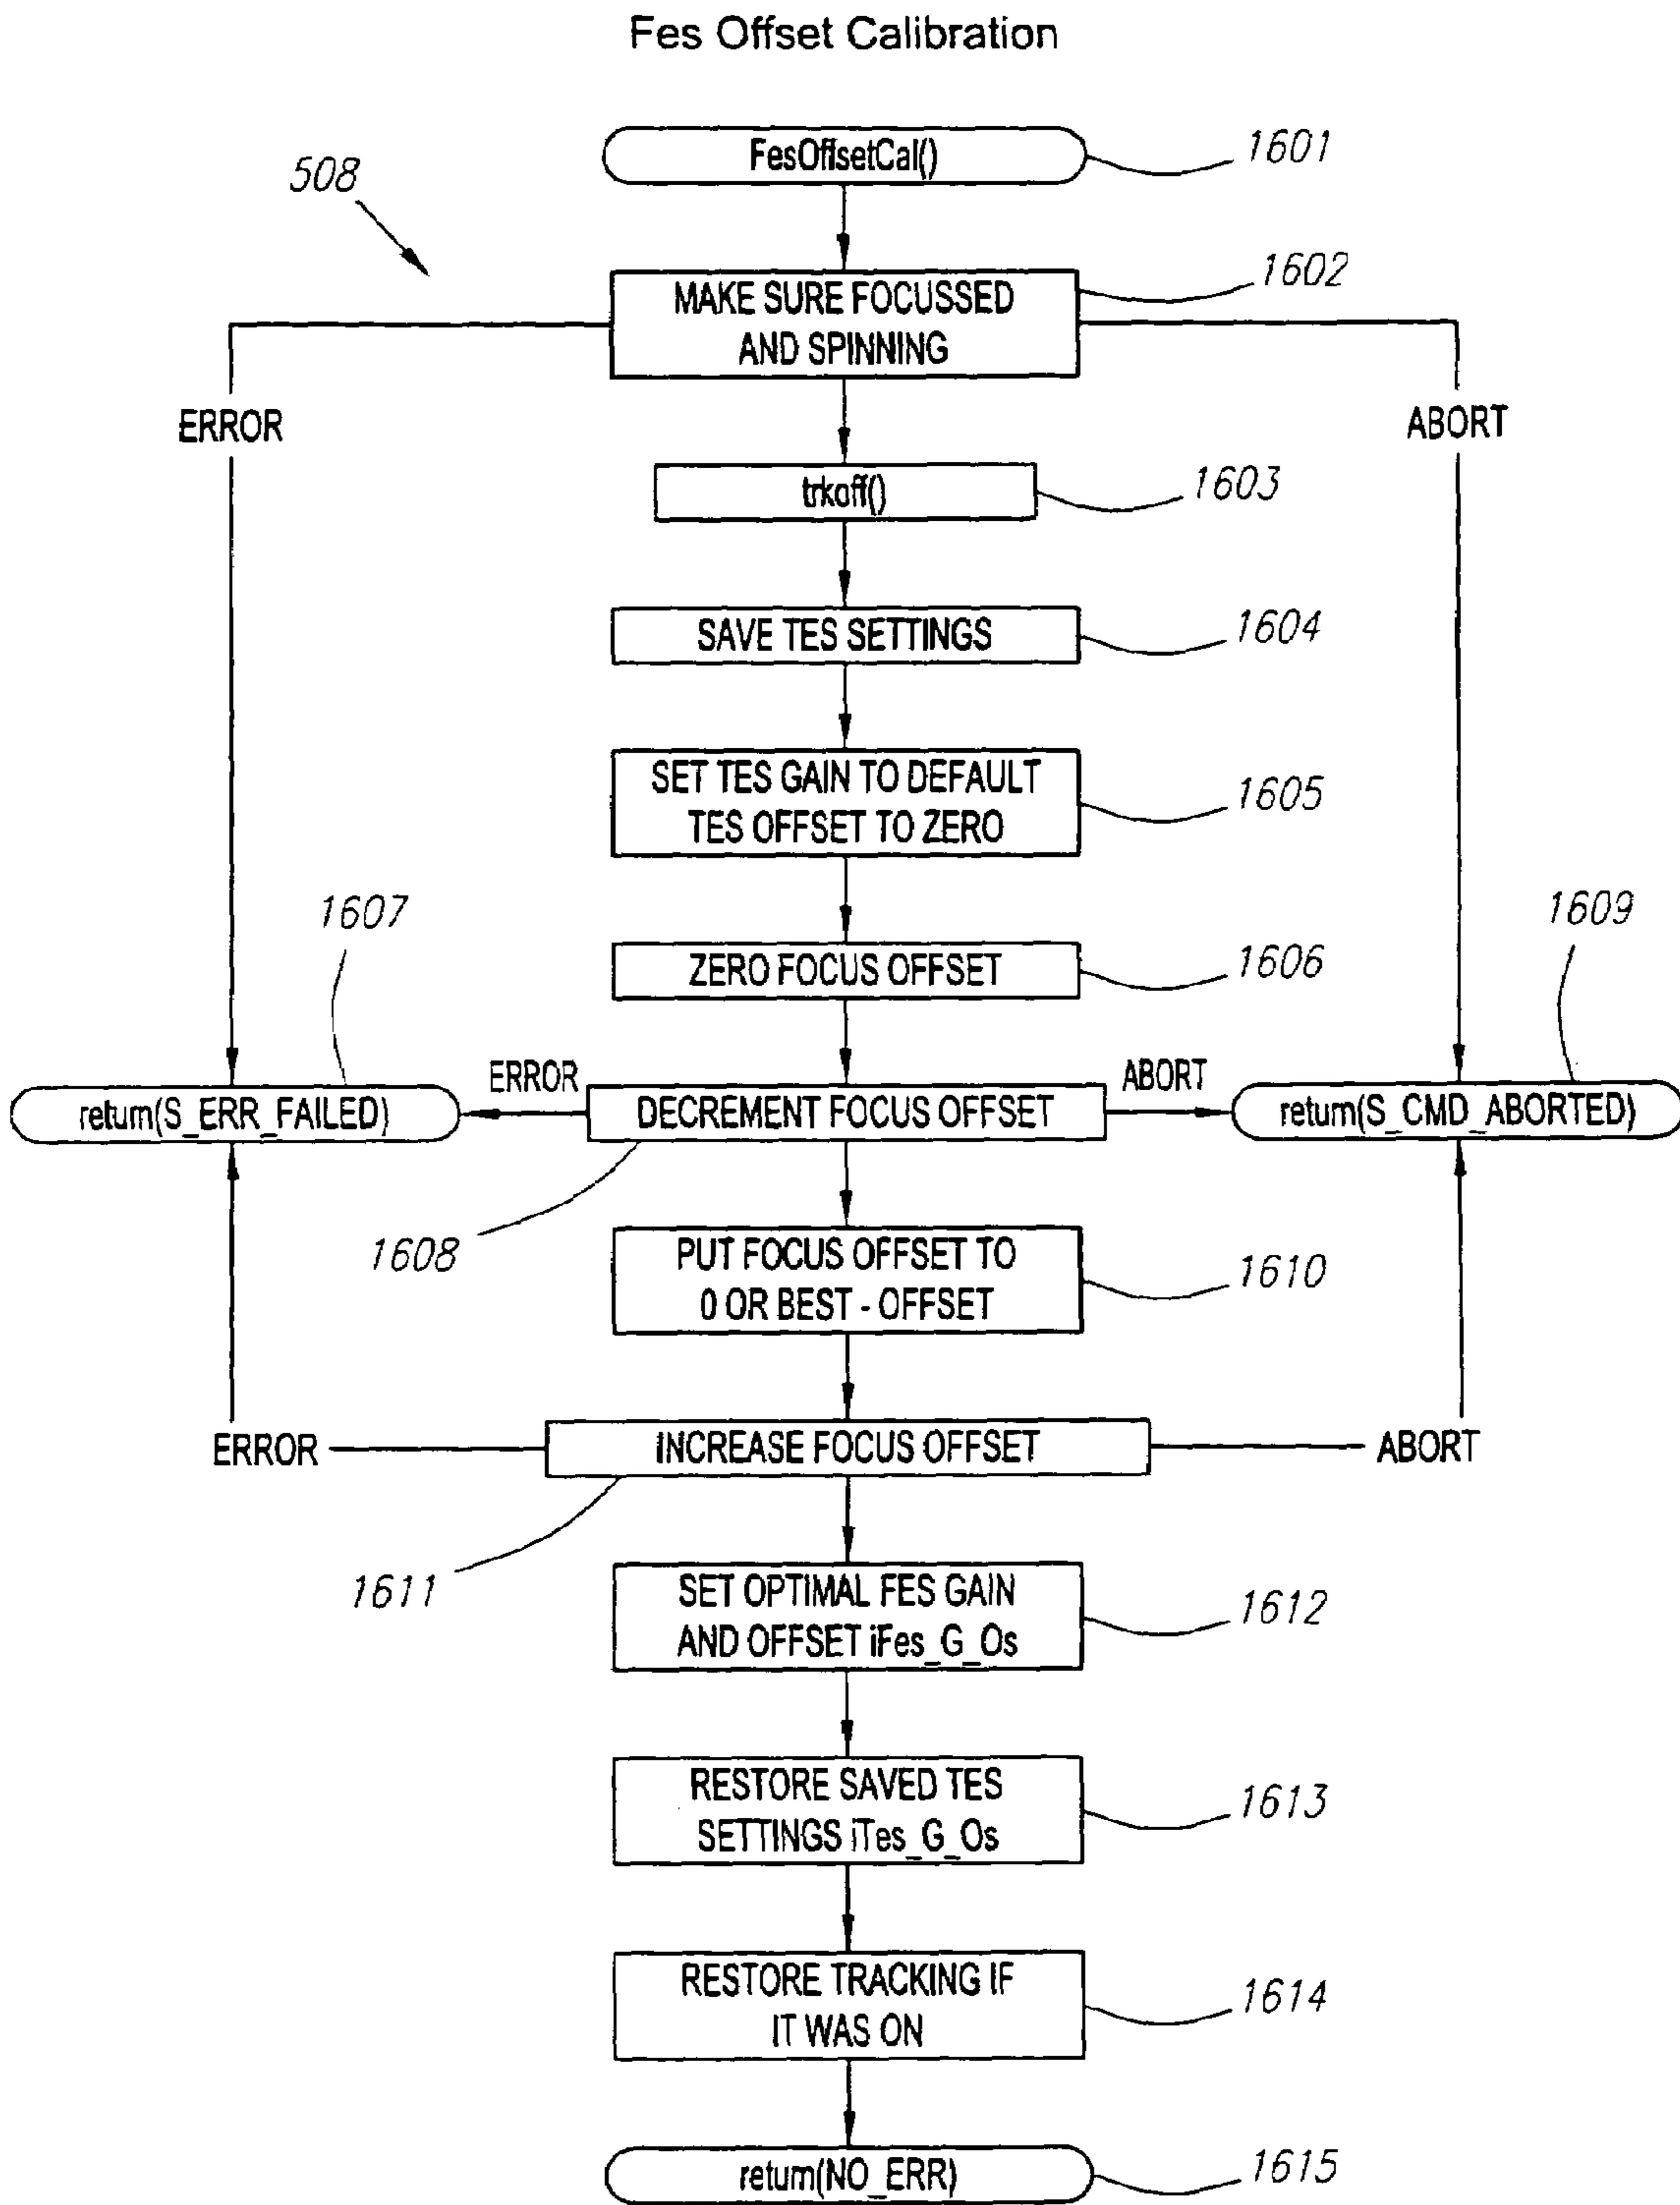 Fes Offset Calibration
FesOffsetCal()
1601
508
MAKE SURE FOCUSSED
AND SPINNING
1602
ERROR
ABORT
trkoff()
1603
SAVE TES SETTINGS
1604
SET TES GAIN TO DEFAULT
TES OFFSET TO ZERO
1605
1607
1609
ZERO FOCUS OFFSET
1606
return(S_ERR_FAILED)
ERROR
DECREMENT FOCUS OFFSET
ABORT
return(S_CMD_ABORTED)
1608
PUT FOCUS OFFSET TO
0 OR BEST - OFFSET
1610
ERROR
INCREASE FOCUS OFFSET
ABORT
1611
SET OPTIMAL FES GAIN
AND OFFSET iFes_G_Os
1612
RESTORE SAVED TES
SETTINGS iTes_G_Os
1613
RESTORE TRACKING IF
IT WAS ON
1614
return(NO_ERR)
1615